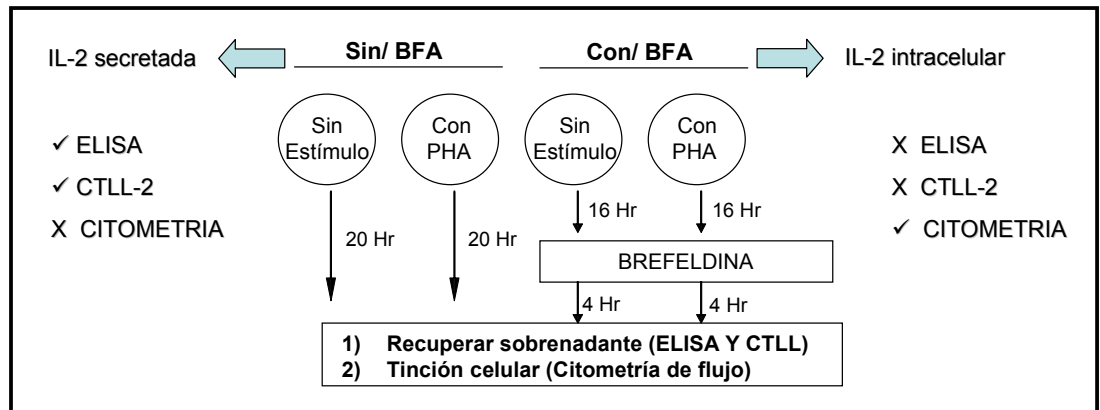 IL-2 secretada
Sin/ BFA
Con/ BFA
IL-2 intracelular
✓ ELISA
✓ CTLL-2
X CITOMETRIA
Sin
Estímulo
Con
PHA
Sin
Estímulo
Con
PHA
X ELISA
X CTLL-2
✓ CITOMETRIA
20 Hr
20 Hr
16 Hr
16 Hr
BREFELDINA
4 Hr
4 Hr
1) Recuperar sobrenadante (ELISA Y CTLL)
2) Tinción celular (Citometría de flujo)